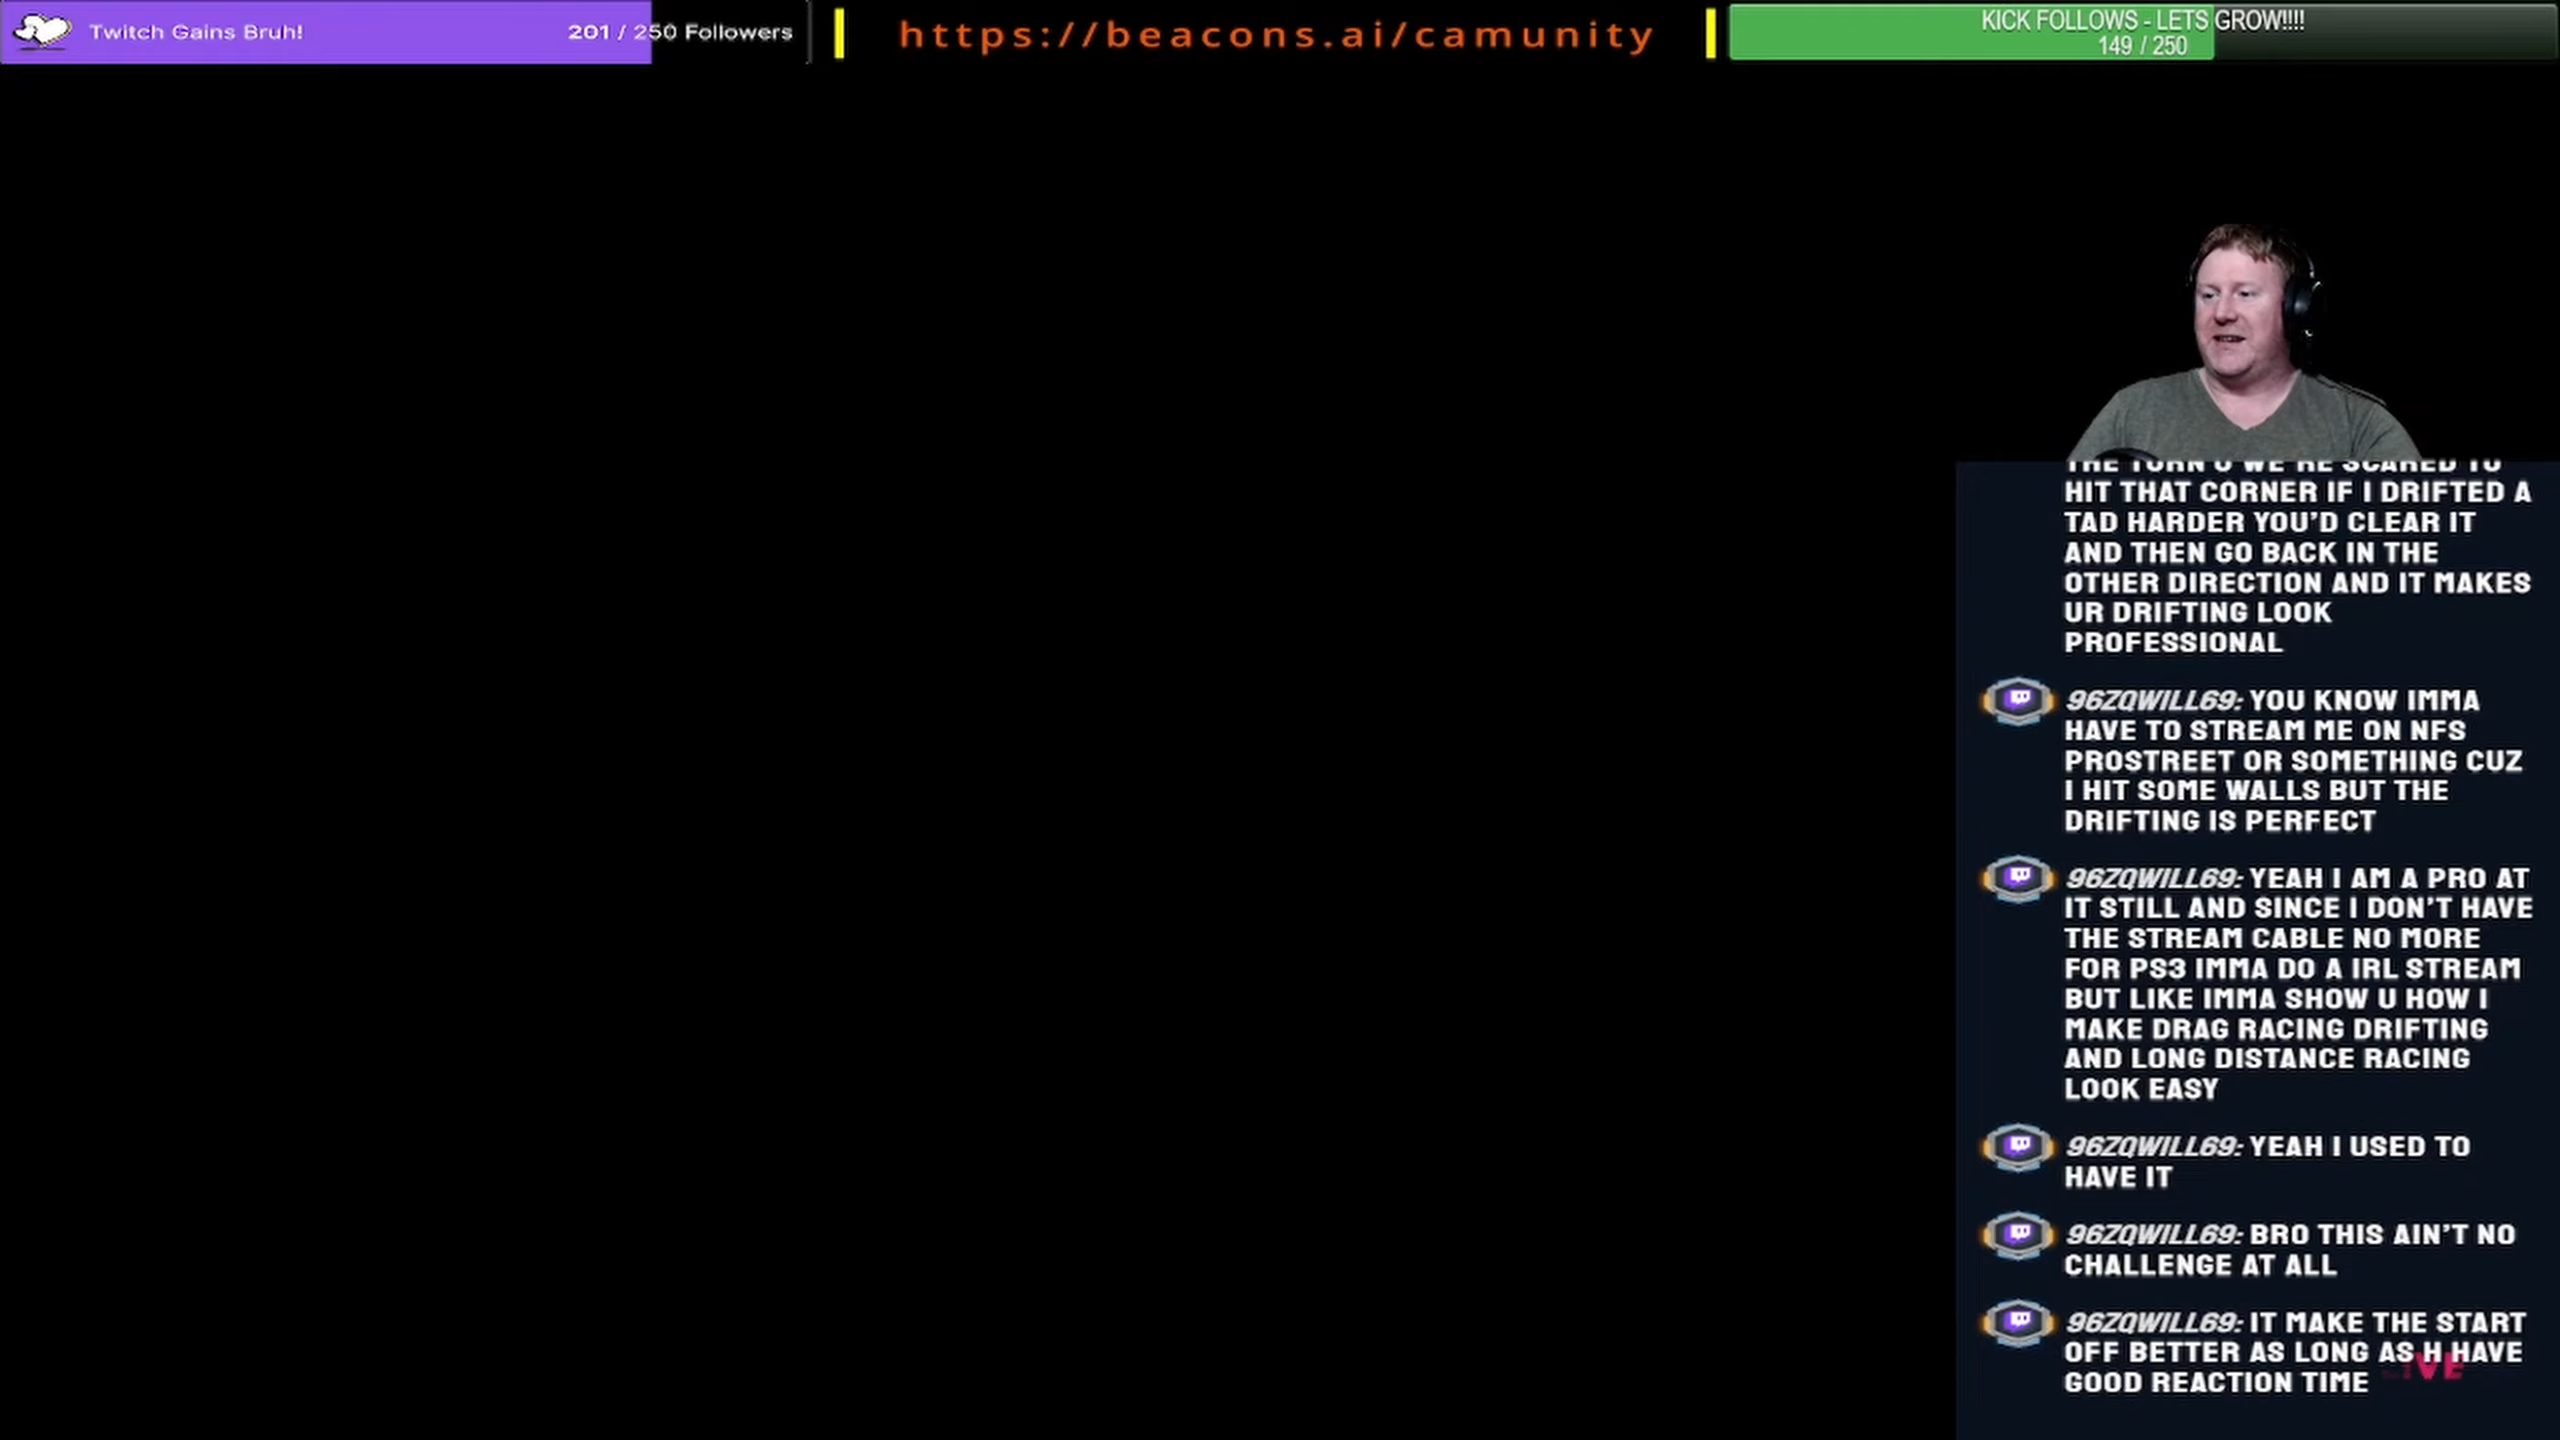 Twitch Gains Bruh!
201 / 250 Followers
https://beacons.ai/camunity
KICK FOLLOWS - LETS GROW!!!!
149 / 250
THE TURN U WE'RE SCARED TO
HIT THAT CORNER IF I DRIFTED A
TAD HARDER YOU'D CLEAR IT
AND THEN GO BACK IN THE
OTHER DIRECTION AND IT MAKES
UR DRIFTING LOOK
PROFESSIONAL
96ZQWILL69: YOU KNOW IMMA
HAVE TO STREAM ME ON NFS
PROSTREET OR SOMETHING CUZ
I HIT SOME WALLS BUT THE
DRIFTING IS PERFECT
96ZQWILL69: YEAH I AM A PRO AT
IT STILL AND SINCE I DON'T HAVE
THE STREAM CABLE NO MORE
FOR PS3 IMMA DO A IRL STREAM
BUT LIKE IMMA SHOW U HOW I
MAKE DRAG RACING DRIFTING
AND LONG DISTANCE RACING
LOOK EASY
96ZQWILL69: YEAH I USED TO
HAVE IT
96ZQWILL69: BRO THIS AIN'T NO
CHALLENGE AT ALL
96ZQWILL69: IT MAKE THE START
OFF BETTER AS LONG AS H HAVE
GOOD REACTION TIME